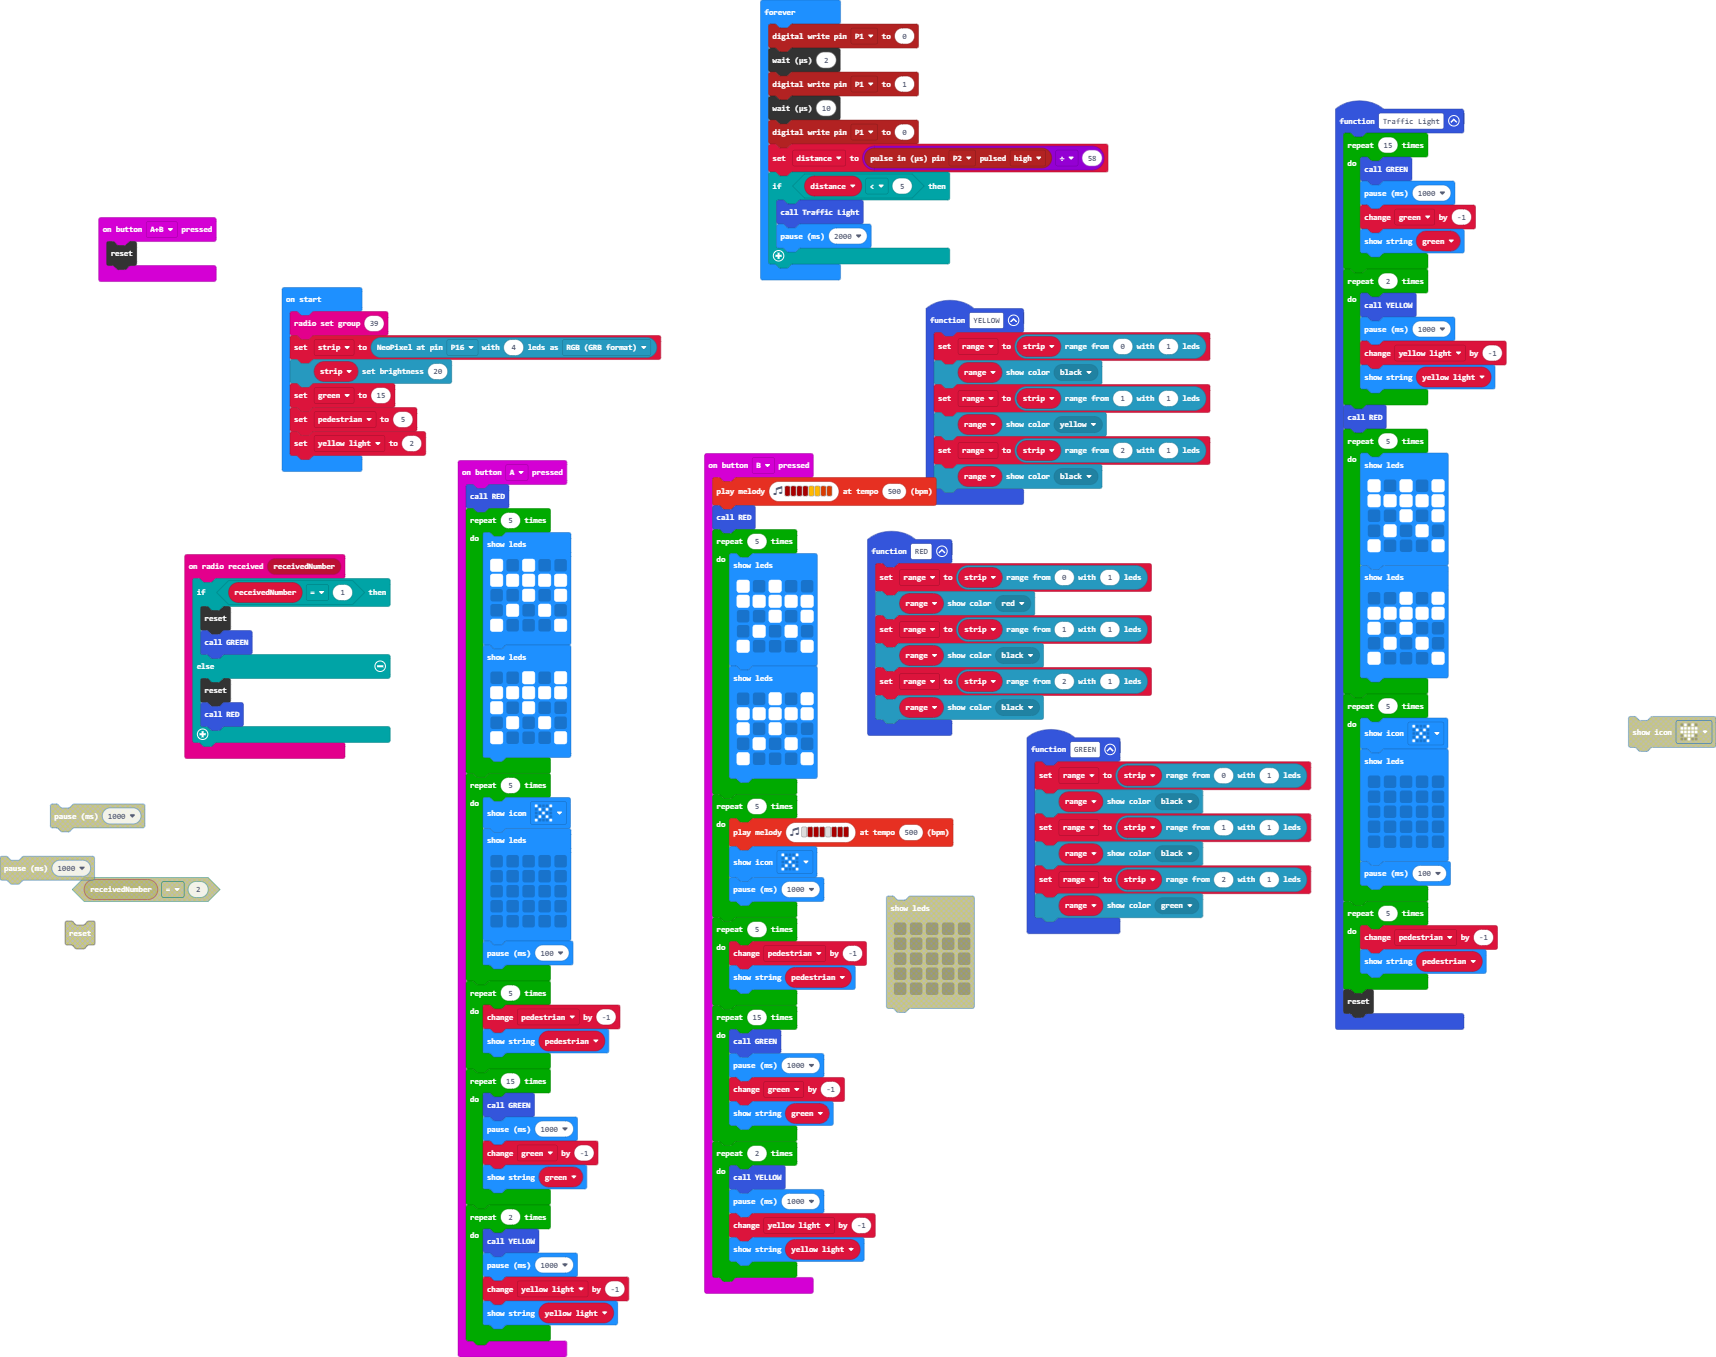 forever
digital write pin P1 to 0
wait (µs) 2
digital write pin P1 to 1
wait (µs) 10
digital write pin P1 to 0
set distance to pulse in (µs) pin P2 pulsed high ÷ 58
if distance < 5 then
call Traffic Light
pause (ms) 2000
on button A+B pressed
reset
on start
radio set group 39
set strip to NeoPixel at pin P16 with 4 leds as RGB (GRB format)
strip set brightness 20
set green to 15
set pedestrian to 5
set yellow light to 2
on radio received receivedNumber
if receivedNumber = 1 then
reset
call GREEN
else
reset
call RED
pause (ms) 1000
pause (ms) 1000
receivedNumber = 2
reset
on button A pressed
call RED
repeat 5 times
do
show leds
show leds
repeat 5 times
do
show icon
show leds
pause (ms) 100
repeat 5 times
do
change pedestrian by -1
show string pedestrian
repeat 15 times
do
call GREEN
pause (ms) 1000
change green by -1
show string green
repeat 2 times
do
call YELLOW
pause (ms) 1000
change yellow light by -1
show string yellow light
on button B pressed
play melody at tempo 500 (bpm)
call RED
repeat 5 times
do
show leds
show leds
repeat 5 times
do
play melody at tempo 500 (bpm)
show icon
pause (ms) 1000
repeat 5 times
do
change pedestrian by -1
show string pedestrian
repeat 15 times
do
call GREEN
pause (ms) 1000
change green by -1
show string green
repeat 2 times
do
call YELLOW
pause (ms) 1000
change yellow light by -1
show string yellow light
function YELLOW
set range to strip range from 0 with 1 leds
range show color black
set range to strip range from 1 with 1 leds
range show color yellow
set range to strip range from 2 with 1 leds
range show color black
function RED
set range to strip range from 0 with 1 leds
range show color red
set range to strip range from 1 with 1 leds
range show color black
set range to strip range from 2 with 1 leds
range show color black
function GREEN
set range to strip range from 0 with 1 leds
range show color black
set range to strip range from 1 with 1 leds
range show color black
set range to strip range from 2 with 1 leds
range show color green
show leds
function Traffic Light
repeat 15 times
do
call GREEN
pause (ms) 1000
change green by -1
show string green
repeat 2 times
do
call YELLOW
pause (ms) 1000
change yellow light by -1
show string yellow light
call RED
repeat 5 times
do
show leds
show leds
repeat 5 times
do
show icon
show leds
pause (ms) 100
repeat 5 times
do
change pedestrian by -1
show string pedestrian
reset
show icon